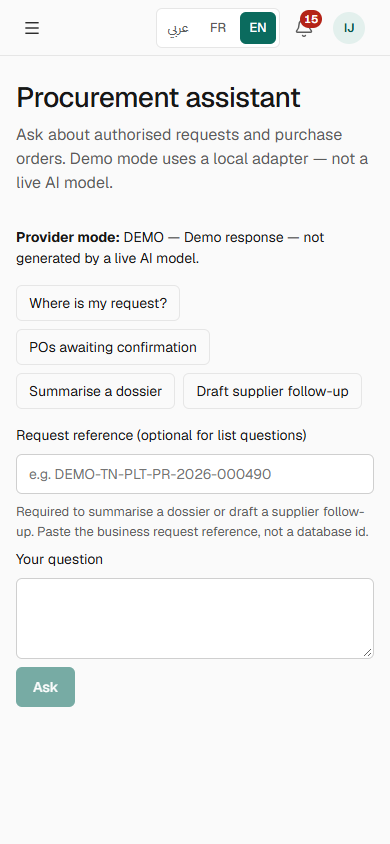 عربي FR EN 15 IJ
Procurement assistant
Ask about authorised requests and purchase
orders. Demo mode uses a local adapter — not a
live AI model.
Provider mode: DEMO — Demo response — not
generated by a live AI model.
Where is my request?
POs awaiting confirmation
Summarise a dossier Draft supplier follow-up
Request reference (optional for list questions)
e.g. DEMO-TN-PLT-PR-2026-000490
Required to summarise a dossier or draft a supplier follow-
up. Paste the business request reference, not a database id.
Your question
Ask